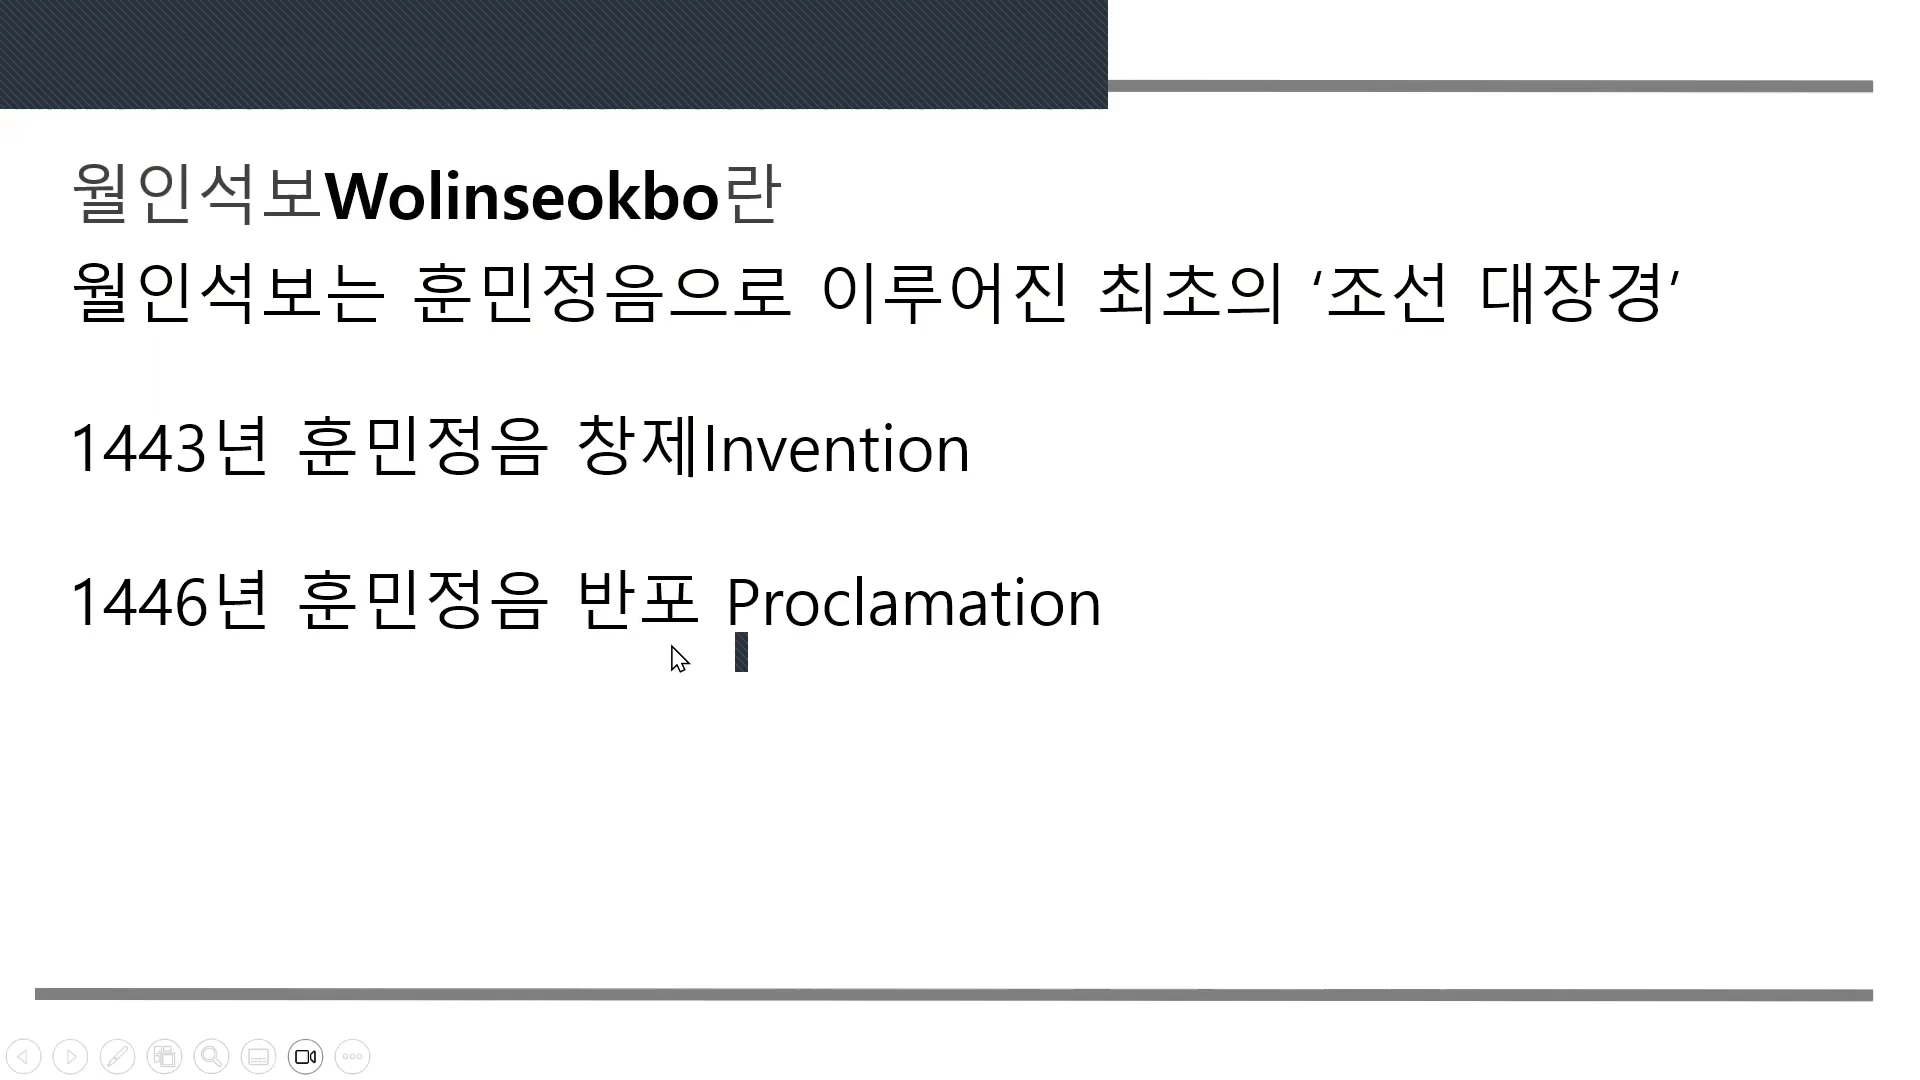 월인석보Wolinseokbo란
월인석보는 훈민정음으로 이루어진 최초의 ‘조선 대장경’
1443년 훈민정음 창제Invention
1446년 훈민정음 반포 Proclamation